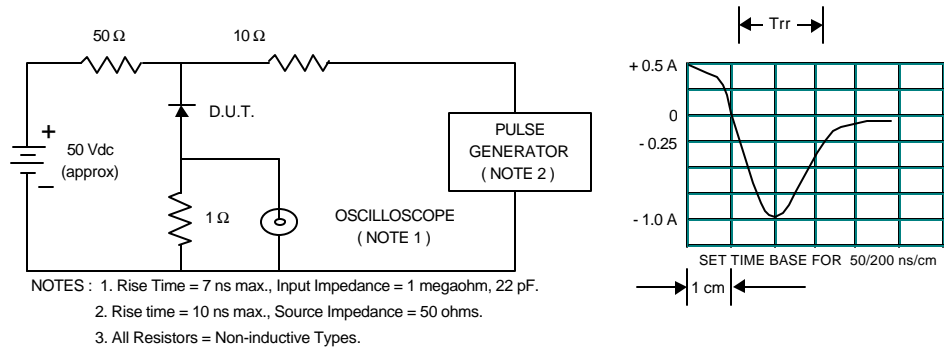 50 Ω
10 Ω
D.U.T.
+
50 Vdc
(approx)
−
1 Ω
OSCILLOSCOPE
( NOTE 1 )
PULSE
GENERATOR
( NOTE 2 )
Trr
+ 0.5 A
0
- 0.25
- 1.0 A
SET TIME BASE FOR 50/200 ns/cm
1 cm
NOTES : 1. Rise Time = 7 ns max., Input Impedance = 1 megaohm, 22 pF.
2. Rise time = 10 ns max., Source Impedance = 50 ohms.
3. All Resistors = Non-inductive Types.